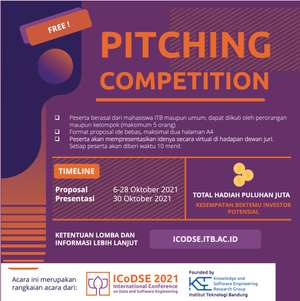 FREE !
PITCHING
COMPETITION
Peserta berasal dari mahasiswa ITB maupun umum, dapat diikuti oleh perorangan
maupun kelompok (maksimum 5 orang)
Format proposal ide bebas, maksimal dua halaman A4
Peserta akan mempresentasikan idenya secara virtual di hadapan dewan juri.
Setiap peserta akan diberi waktu 10 menit
TIMELINE
Proposal 6-28 Oktober 2021
Presentasi 30 Oktober 2021
TOTAL HADIAH PULUHAN JUTA
KESEMPATAN BERTEMU INVESTOR
POTENSIAL
KETENTUAN LOMBA DAN
INFORMASI LEBIH LANJUT
ICODSE.ITB.AC.ID
Acara ini merupakan
rangkaian acara dari:
ICoDSE 2021
International Conference
on Data and Software Engineering
Founded by
Knowledge and
Software Engineering
Research Group
Institut Teknologi Bandung